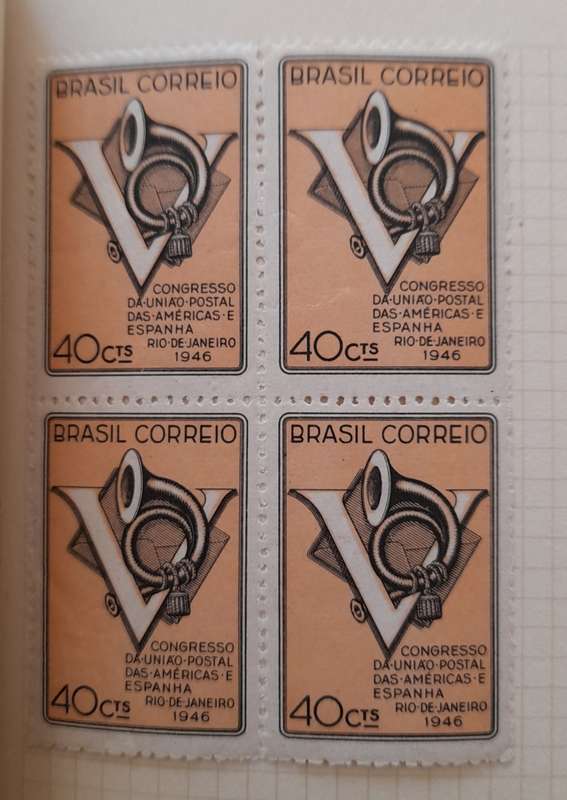 BRASIL CORREIO
V
CONGRESSO
DA·UNIÃO·POSTAL
DAS·AMÉRICAS·E
ESPANHA
40CTS RIO·DE·JANEIRO
1946
BRASIL CORREIO
V
CONGRESSO
DA·UNIÃO·POSTAL
DAS·AMÉRICAS·E
ESPANHA
40CTS RIO·DE·JANEIRO
1946
BRASIL CORREIO
V
CONGRESSO
DA·UNIÃO·POSTAL
DAS·AMÉRICAS·E
ESPANHA
40CTS RIO·DE·JANEIRO
1946
BRASIL CORREIO
V
CONGRESSO
DA·UNIÃO·POSTAL
DAS·AMÉRICAS·E
ESPANHA
40CTS RIO·DE·JANEIRO
1946